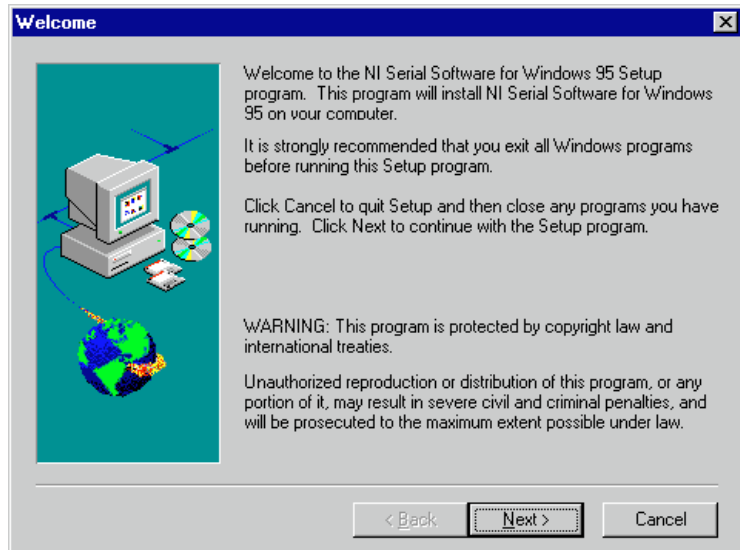 Welcome
Welcome to the NI Serial Software for Windows 95 Setup
program. This program will install NI Serial Software for Windows
95 on your computer.
It is strongly recommended that you exit all Windows programs
before running this Setup program.
Click Cancel to quit Setup and then close any programs you have
running. Click Next to continue with the Setup program.
WARNING: This program is protected by copyright law and
international treaties.
Unauthorized reproduction or distribution of this program, or any
portion of it, may result in severe civil and criminal penalties, and
will be prosecuted to the maximum extent possible under law.
< Back Next > Cancel